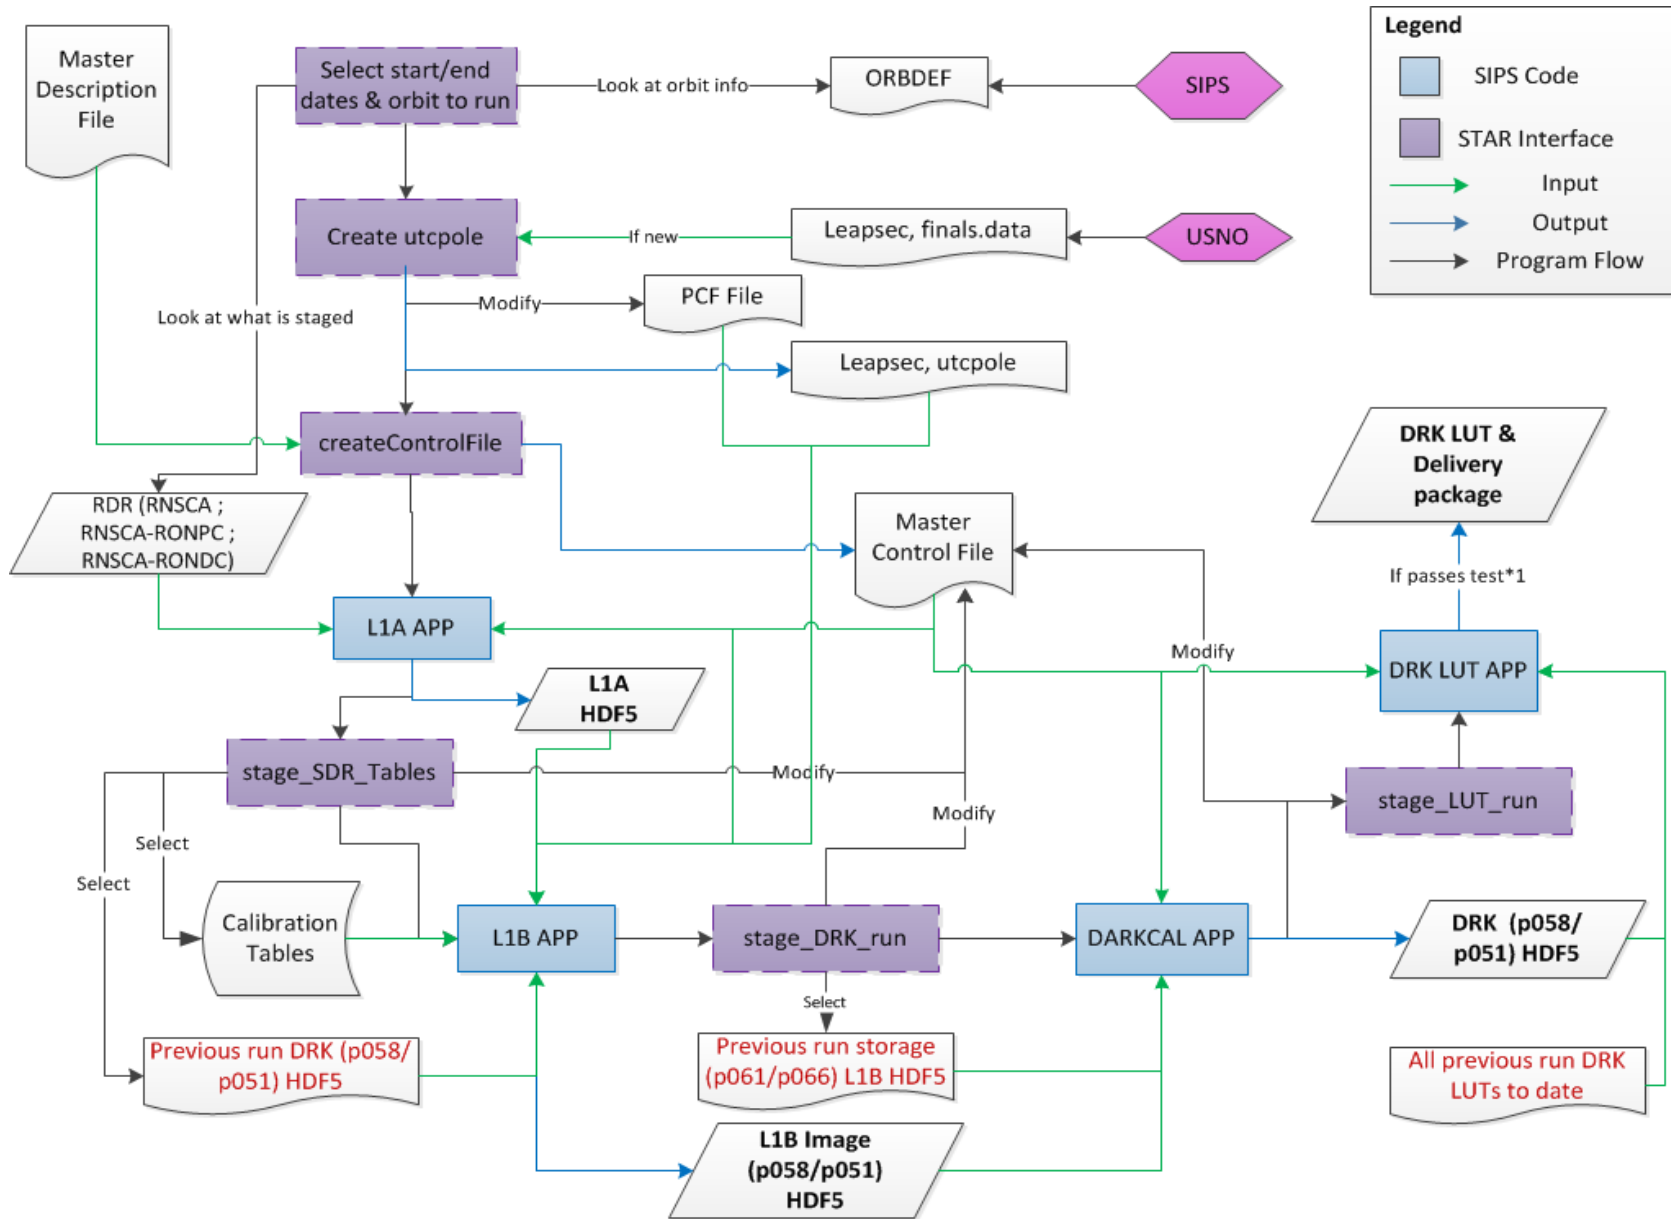 Master
Description
File
Select start/end
dates & orbit to run
Look at orbit info
ORBDEF
SIPS
Legend
SIPS Code
STAR Interface
Input
Output
Program Flow
Create utcpole
If new
Leapsec, finals.data
USNO
Look at what is staged
Modify
PCF File
Leapsec, utcpole
createControlFile
RDR (RNSCA ;
RNSCA-RONPC ;
RNSCA-RONDC)
Master
Control File
DRK LUT &
Delivery
package
If passes test*1
L1A APP
L1A
HDF5
Modify
DRK LUT APP
stage_SDR_Tables
Modify
Modify
stage_LUT_run
Select
Select
Calibration
Tables
L1B APP
stage_DRK_run
DARKCAL APP
DRK (p058/
p051) HDF5
Select
Previous run DRK (p058/
p051) HDF5
Previous run storage
(p061/p066) L1B HDF5
All previous run DRK
LUTs to date
L1B Image
(p058/p051)
HDF5